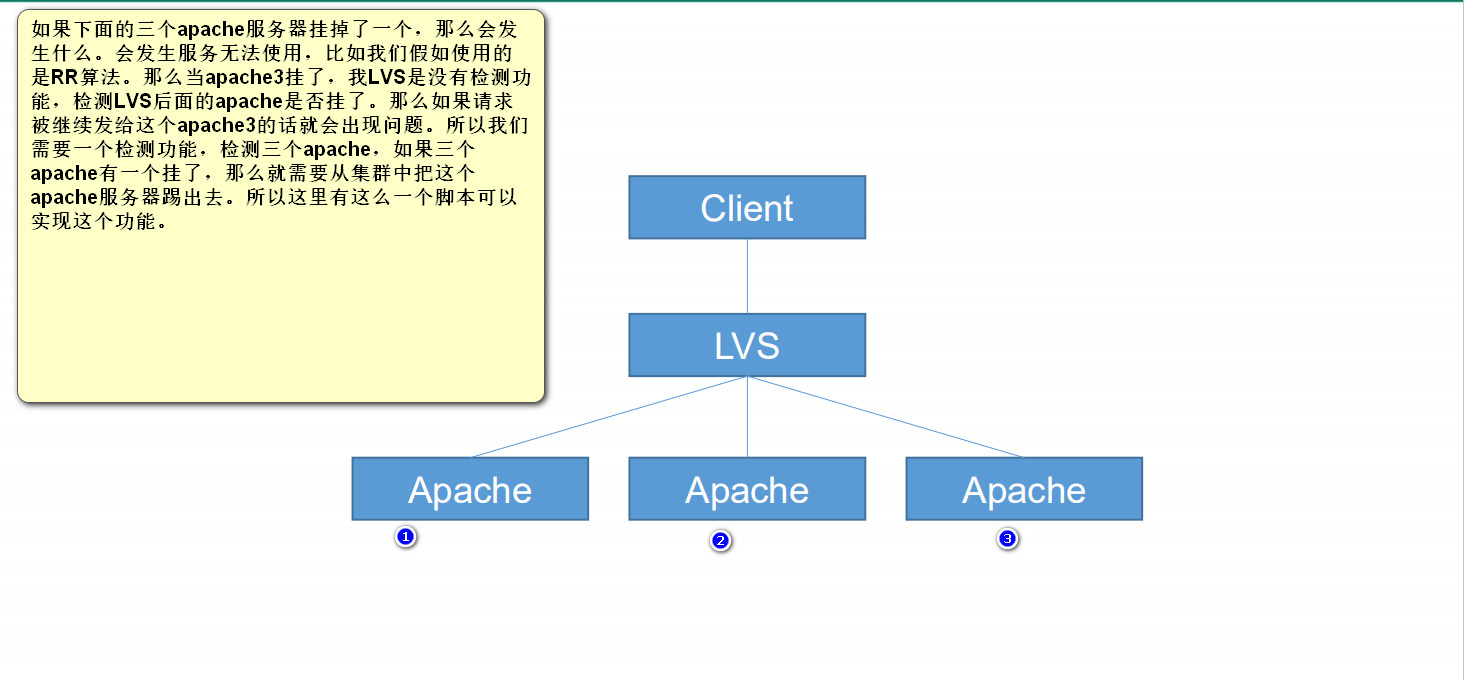 如果下面的三个apache服务器挂掉了一个，那么会发
生什么。会发生服务无法使用，比如我们假如使用的
是RR算法。那么当apache3挂了，我LVS是没有检测功
能，检测LVS后面的apache是否挂了。那么如果请求
被继续发给这个apache3的话就会出现问题。所以我们
需要一个检测功能，检测三个apache，如果三个
apache有一个挂了，那么就需要从集群中把这个
apache服务器踢出去。所以这里有这么一个脚本可以
实现这个功能。
Client
LVS
Apache
Apache
Apache
1
2
3